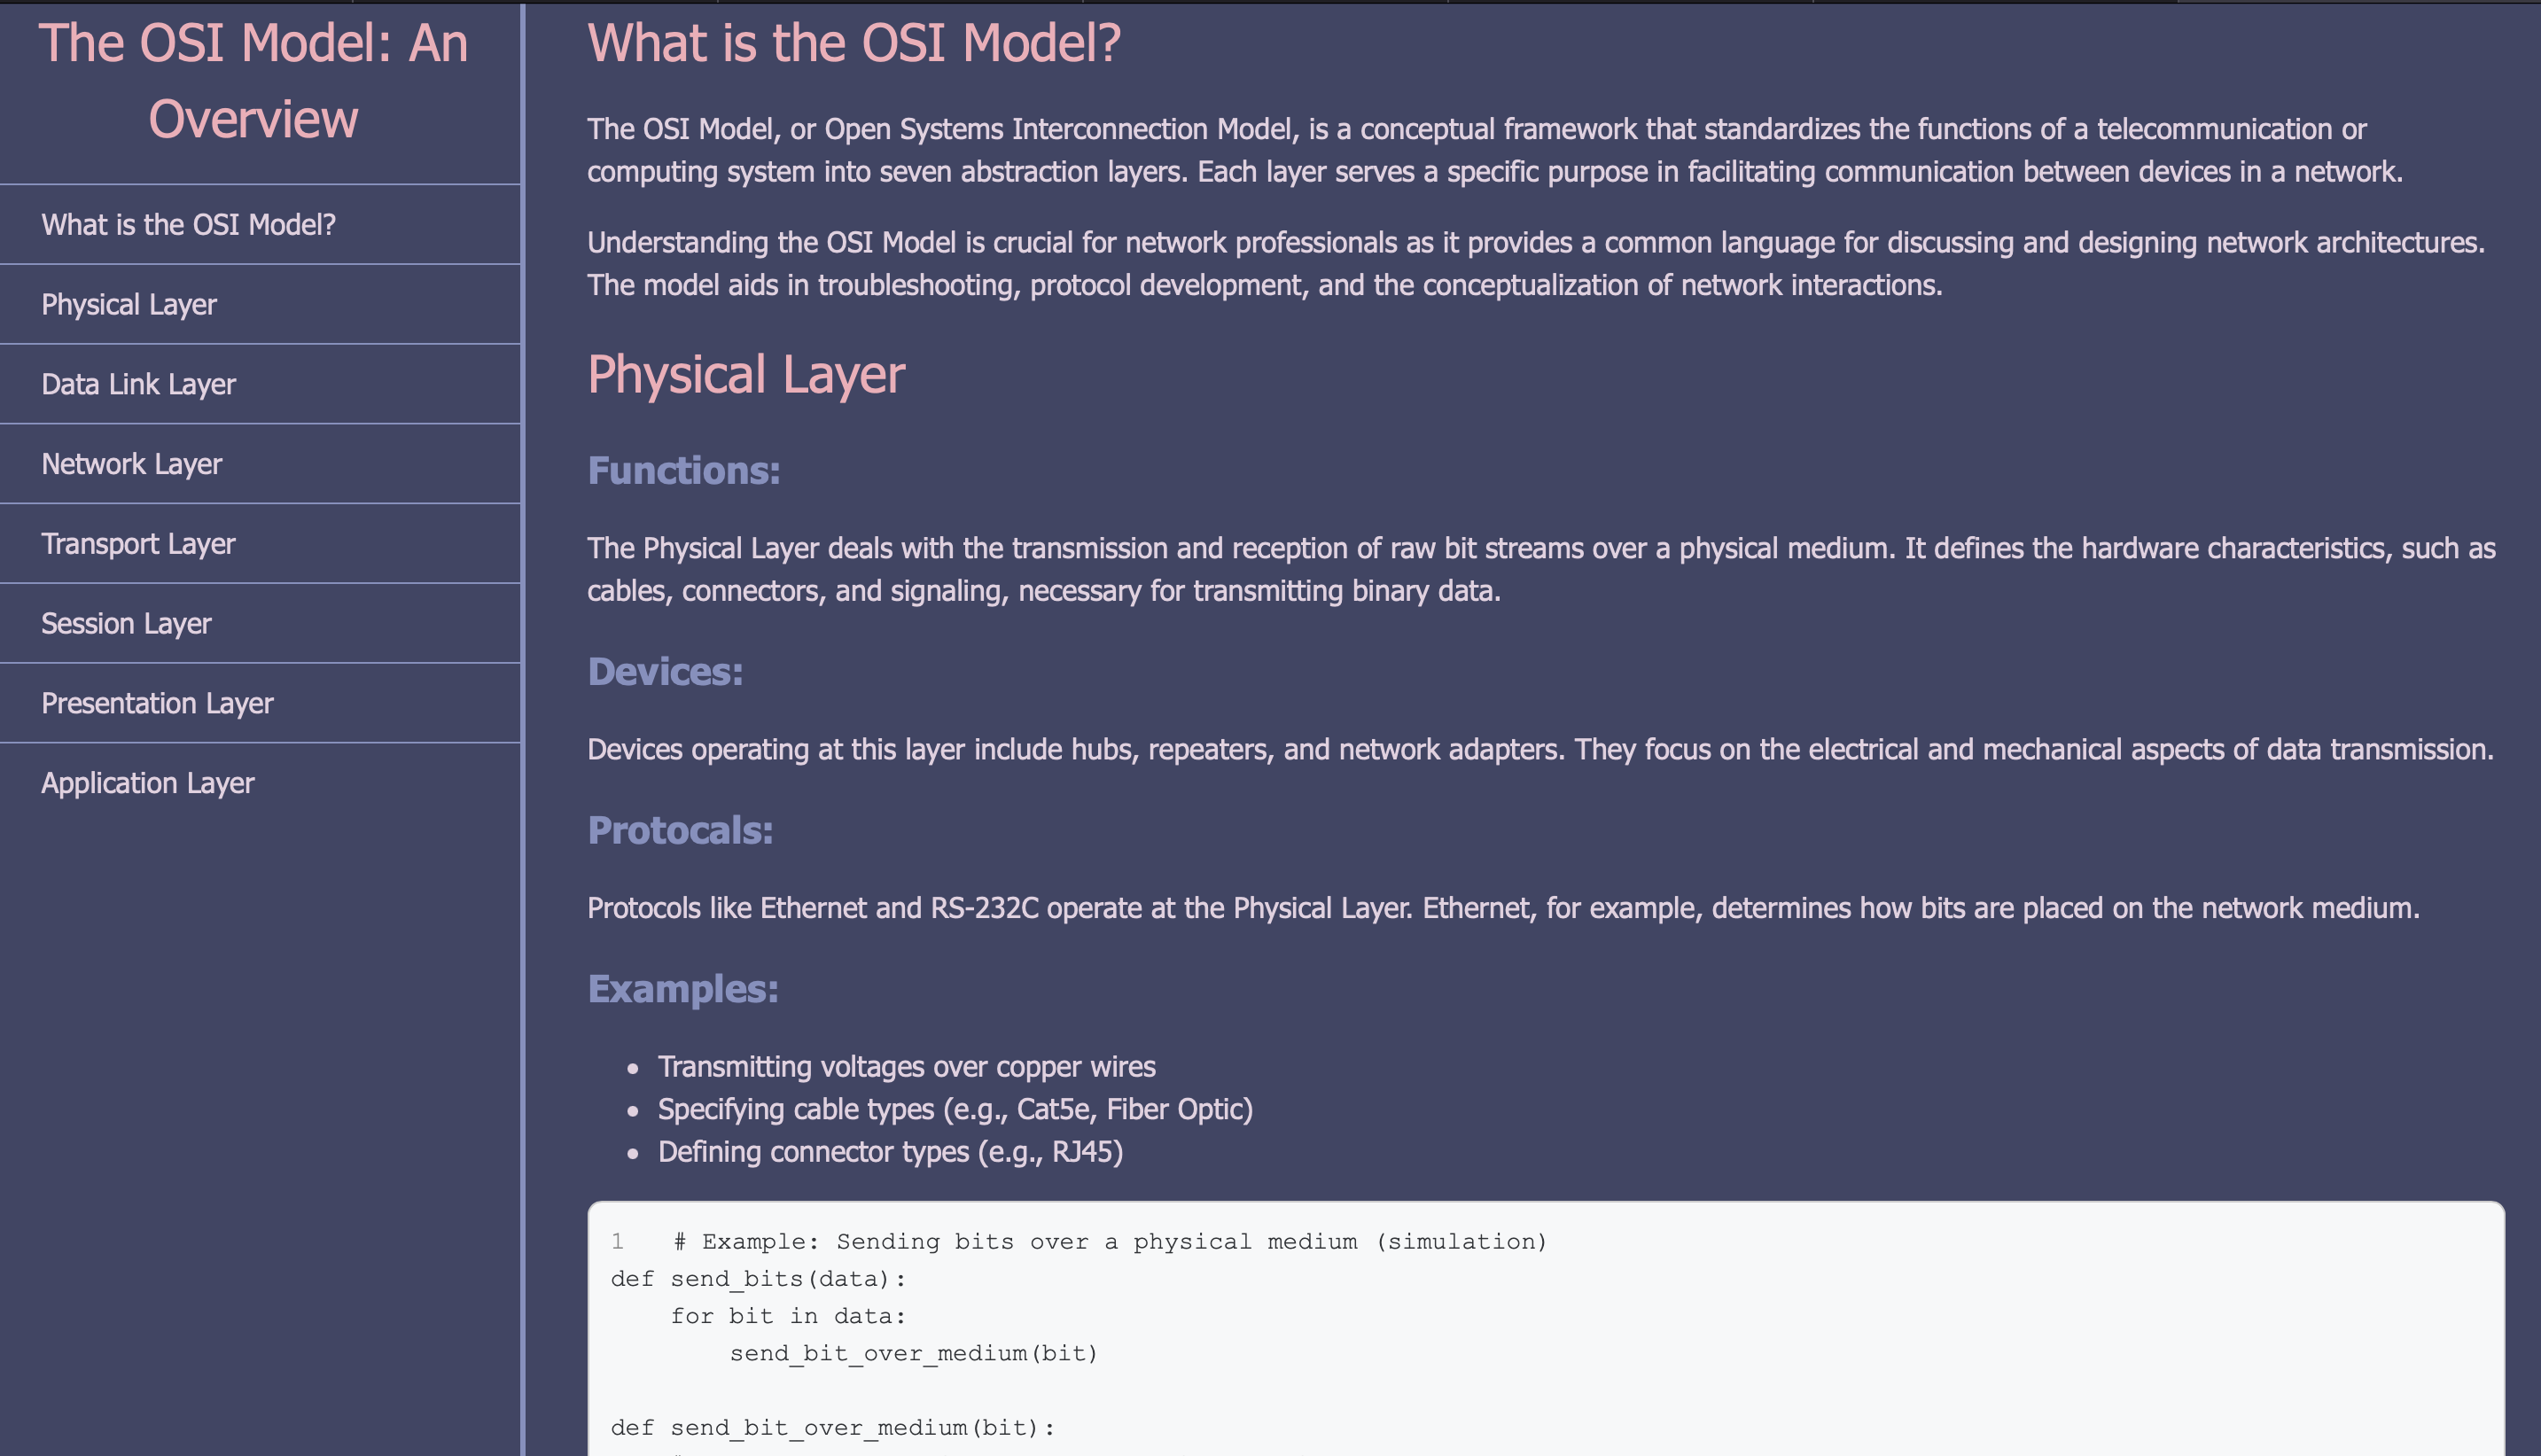 The OSI Model: An
Overview
What is the OSI Model?
Physical Layer
Data Link Layer
Network Layer
Transport Layer
Session Layer
Presentation Layer
Application Layer
What is the OSI Model?
The OSI Model, or Open Systems Interconnection Model, is a conceptual framework that standardizes the functions of a telecommunication or
computing system into seven abstraction layers. Each layer serves a specific purpose in facilitating communication between devices in a network.
Understanding the OSI Model is crucial for network professionals as it provides a common language for discussing and designing network architectures.
The model aids in troubleshooting, protocol development, and the conceptualization of network interactions.
Physical Layer
Functions:
The Physical Layer deals with the transmission and reception of raw bit streams over a physical medium. It defines the hardware characteristics, such as
cables, connectors, and signaling, necessary for transmitting binary data.
Devices:
Devices operating at this layer include hubs, repeaters, and network adapters. They focus on the electrical and mechanical aspects of data transmission.
Protocals:
Protocols like Ethernet and RS-232C operate at the Physical Layer. Ethernet, for example, determines how bits are placed on the network medium.
Examples:
• Transmitting voltages over copper wires
• Specifying cable types (e.g., Cat5e, Fiber Optic)
• Defining connector types (e.g., RJ45)
1 # Example: Sending bits over a physical medium (simulation)
def send_bits(data):
    for bit in data:
        send_bit_over_medium(bit)
def send_bit_over_medium(bit):